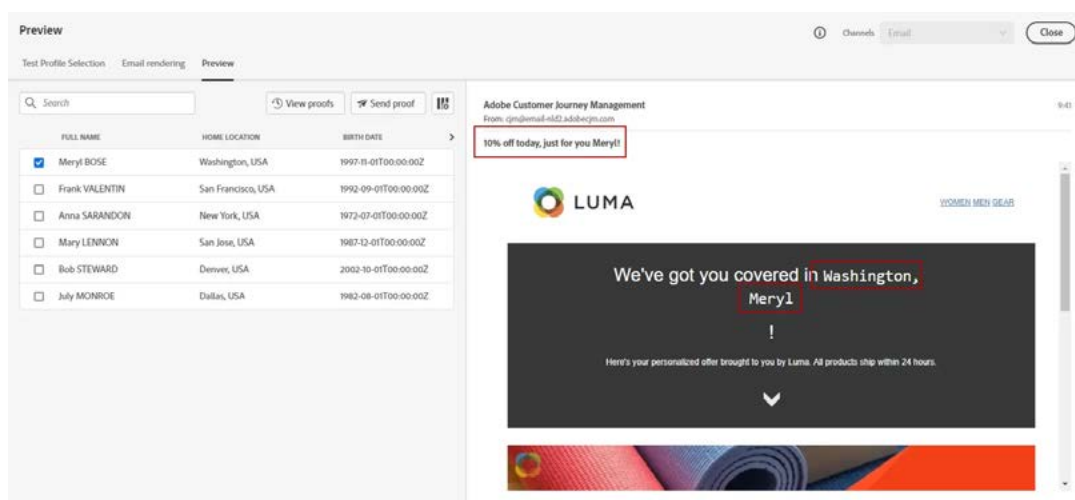 Preview
Channels Email
Close
Test Profile Selection Email rendering Preview
Search
View proofs
Send proof
FULL NAME HOME LOCATION BIRTH DATE
Meryl BOSE Washington, USA 1997-11-01T00:00:00Z
Frank VALENTIN San Francisco, USA 1992-09-01T00:00:00Z
Anna SARANDON New York, USA 1972-07-01T00:00:00Z
Mary LENNON San Jose, USA 1987-12-01T00:00:00Z
Bob STEWARD Denver, USA 2002-10-01T00:00:00Z
July MONROE Dallas, USA 1982-08-01T00:00:00Z
Adobe Customer Journey Management 9:41
From: cjm@email-nld2.adobecjm.com
10% off today, just for you Meryl!
LUMA
WOMEN MEN GEAR
We've got you covered in Washington,
Meryl
!
Here's your personalized offer brought to you by Luma. All products ship within 24 hours.